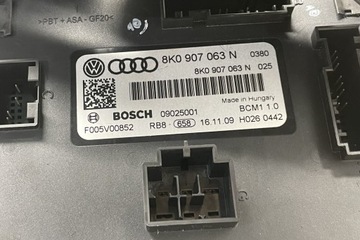 >PBT + ASA - GF20<
8K0 907 063 N 0380
8K0 907 063 N 025
Made in Hungary
BOSCH 09025001 BCM1 1.0
F005V00852 RB8 658 16.11.09 H026 0442